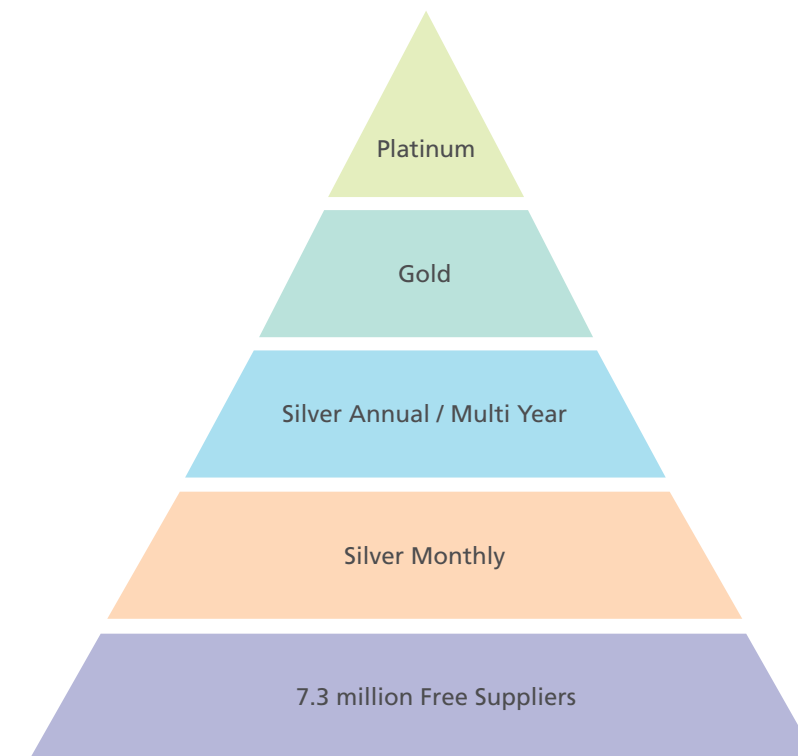 Platinum
Gold
Silver Annual / Multi Year
Silver Monthly
7.3 million Free Suppliers